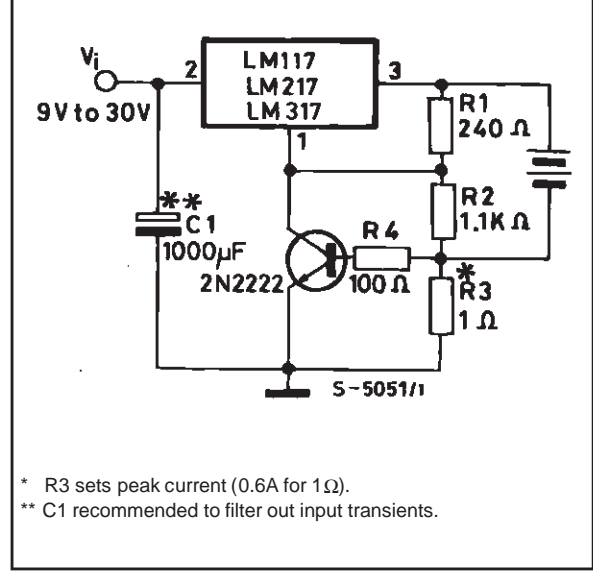 Vi
9V to 30V
2
LM117
LM217
LM317
3
1
R1
240 Ω
R2
1.1K Ω
R4
100 Ω
*
R3
1 Ω
**
C1
1000µF
2N2222
S-5051/1
* R3 sets peak current (0.6A for 1Ω).
** C1 recommended to filter out input transients.